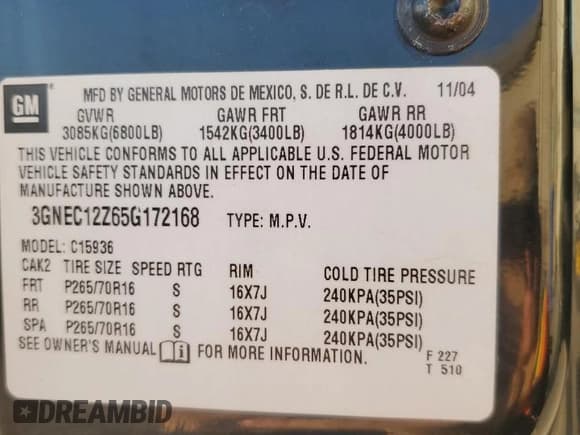 GM MFD BY GENERAL MOTORS DE MEXICO, S. DE R.L. DE C.V. 11/04
GVWR GAWR FRT GAWR RR
3085KG(6800LB) 1542KG(3400LB) 1814KG(4000LB)
THIS VEHICLE CONFORMS TO ALL APPLICABLE U.S. FEDERAL MOTOR
VEHICLE SAFETY STANDARDS IN EFFECT ON THE DATE OF
MANUFACTURE SHOWN ABOVE.
3GNEC12Z65G172168 TYPE: M.P.V.
MODEL: C15936
CAK2 TIRE SIZE SPEED RTG RIM COLD TIRE PRESSURE
FRT P265/70R16 S 16X7J 240KPA(35PSI)
RR P265/70R16 S 16X7J 240KPA(35PSI)
SPA P265/70R16 S 16X7J 240KPA(35PSI)
SEE OWNER'S MANUAL i FOR MORE INFORMATION. F 227
T 510
DREAMBID